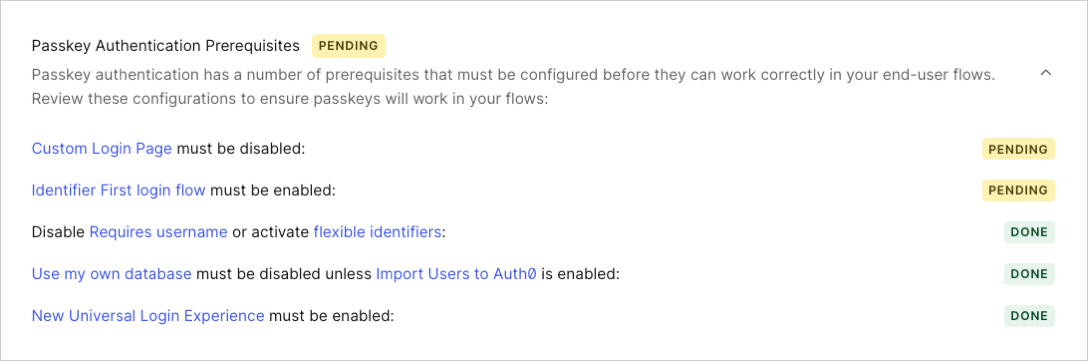 Passkey Authentication Prerequisites PENDING
Passkey authentication has a number of prerequisites that must be configured before they can work correctly in your end-user flows.
Review these configurations to ensure passkeys will work in your flows:
Custom Login Page must be disabled: PENDING
Identifier First login flow must be enabled: PENDING
Disable Requires username or activate flexible identifiers: DONE
Use my own database must be disabled unless Import Users to Auth0 is enabled: DONE
New Universal Login Experience must be enabled: DONE